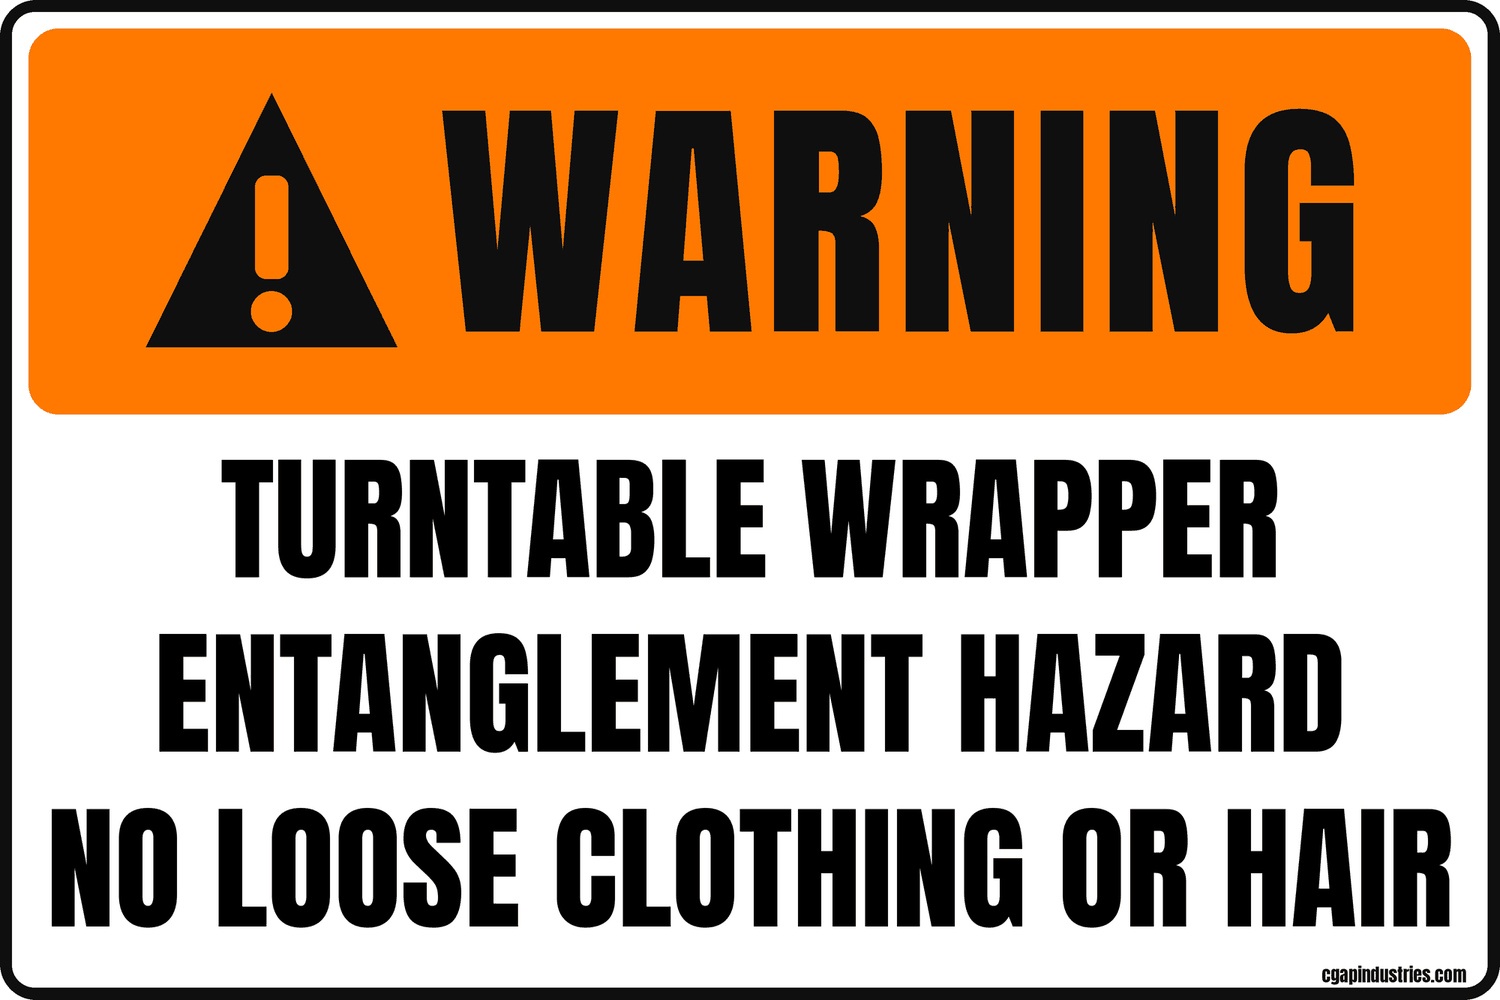 WARNING
TURNTABLE WRAPPER
ENTANGLEMENT HAZARD
NO LOOSE CLOTHING OR HAIR
cgapindustries.com